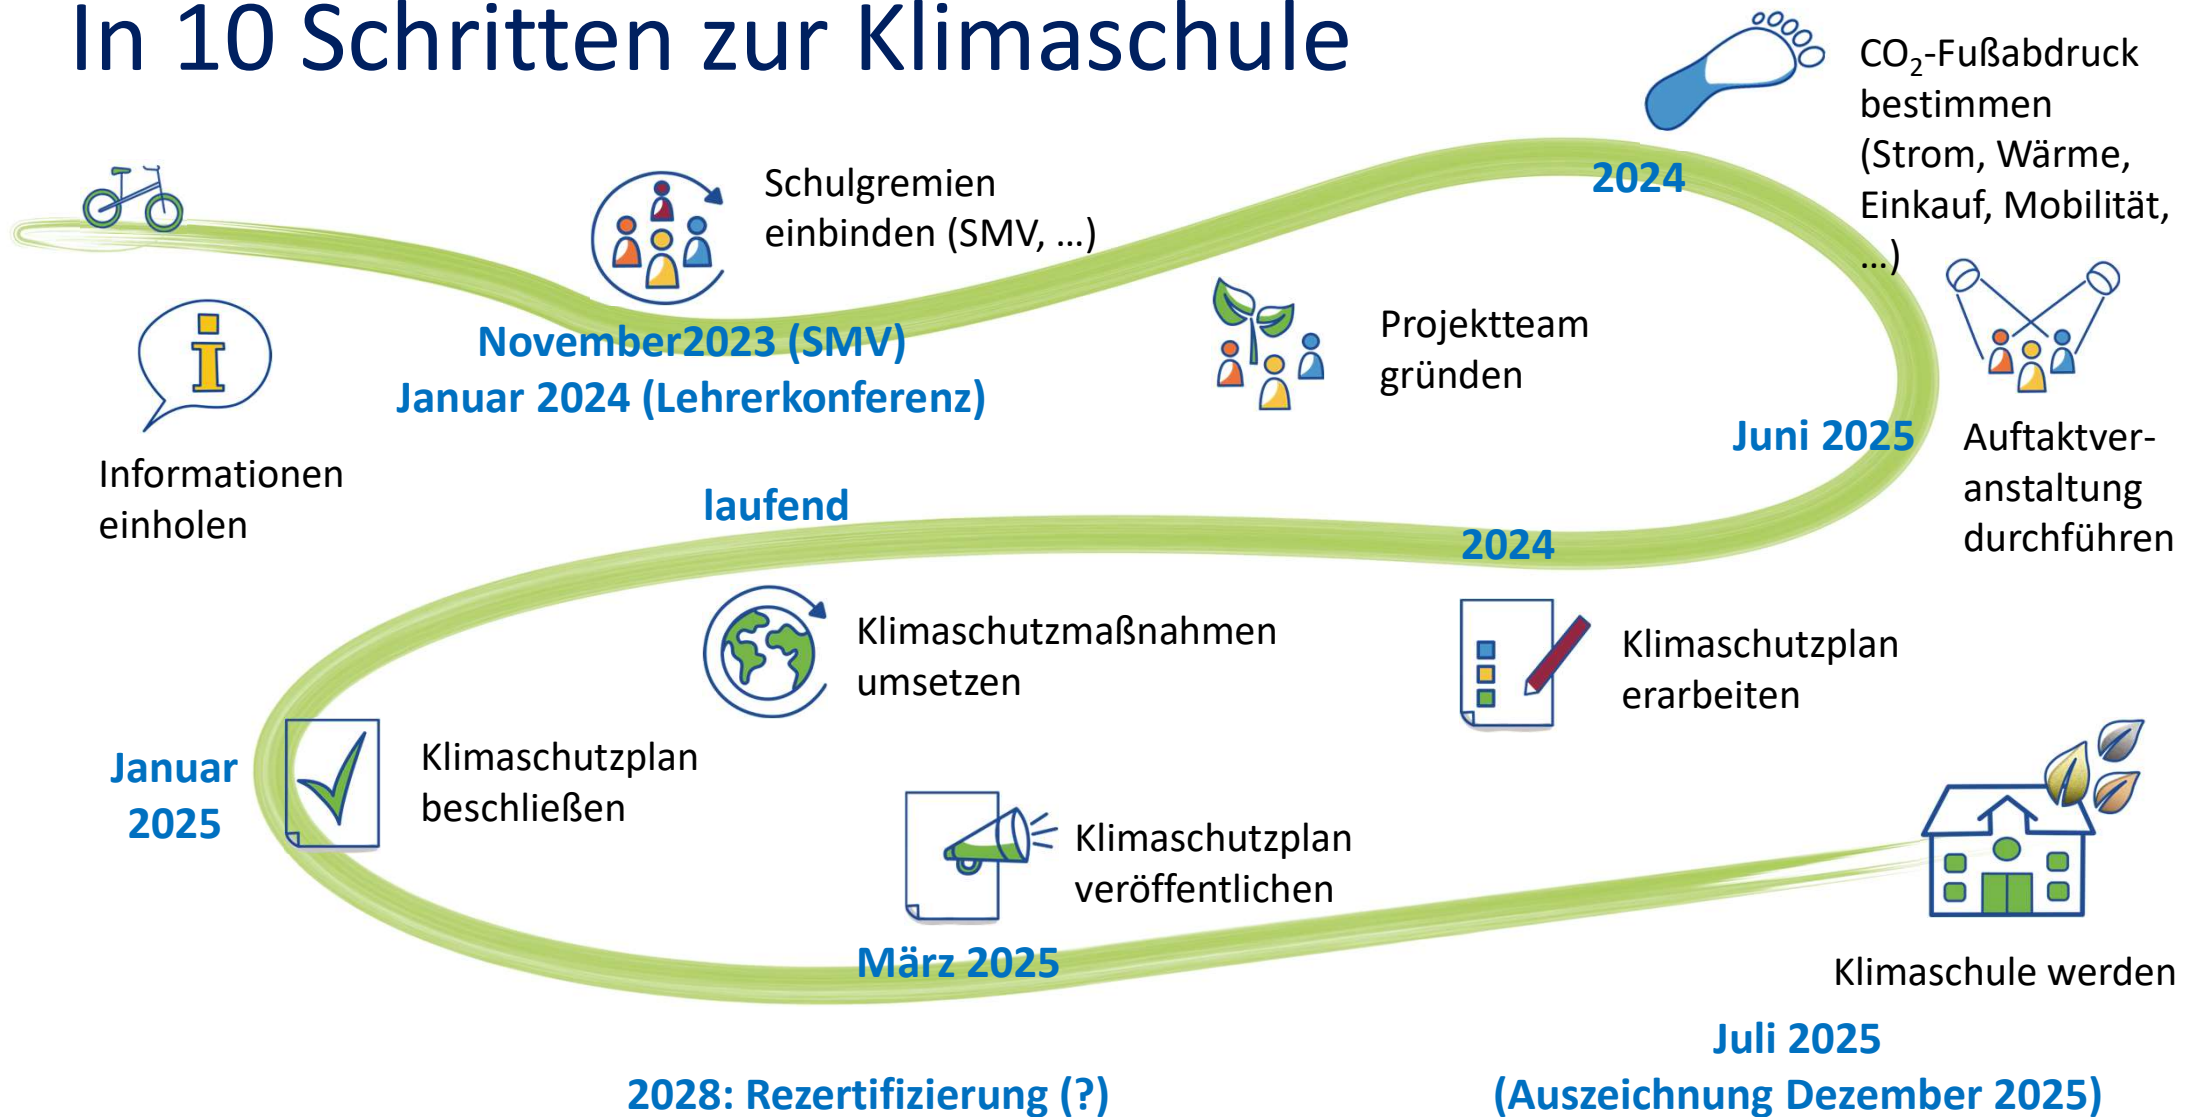 In 10 Schritten zur Klimaschule
Informationen
einholen
Schulgremien
einbinden (SMV, ...)
November2023 (SMV)
Januar 2024 (Lehrerkonferenz)
Projektteam
gründen
2024
CO₂-Fußabdruck
bestimmen
(Strom, Wärme,
Einkauf, Mobilität,
...)
Juni 2025
Auftaktver-
anstaltung
durchführen
2024
Klimaschutzplan
erarbeiten
laufend
Klimaschutzmaßnahmen
umsetzen
Januar
2025
Klimaschutzplan
beschließen
Klimaschutzplan
veröffentlichen
März 2025
Klimaschule werden
Juli 2025
(Auszeichnung Dezember 2025)
2028: Rezertifizierung (?)